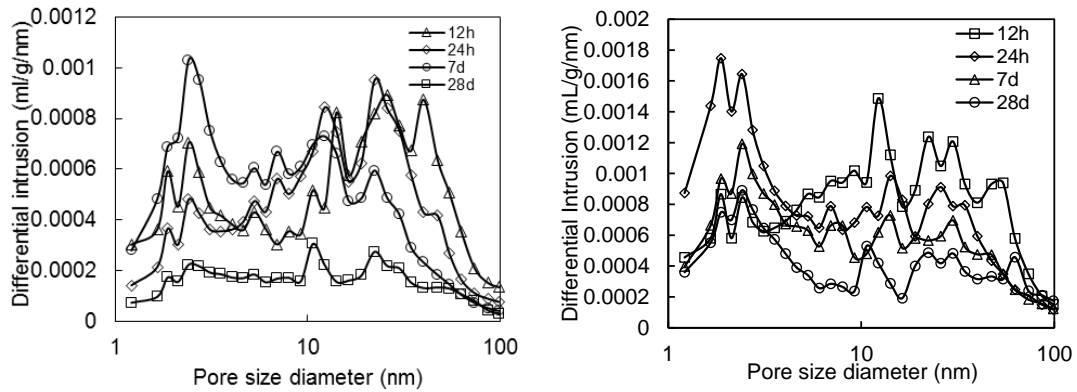 Differential intrusion (ml/g/nm)
0.0012
0.001
0.0008
0.0006
0.0004
0.0002
0
1
10
100
Pore size diameter (nm)
12h
24h
7d
28d
Differential Intrusion (mL/g/nm)
0.002
0.0018
0.0016
0.0014
0.0012
0.001
0.0008
0.0006
0.0004
0.0002
0
1
10
100
Pore size diameter (nm)
12h
24h
7d
28d